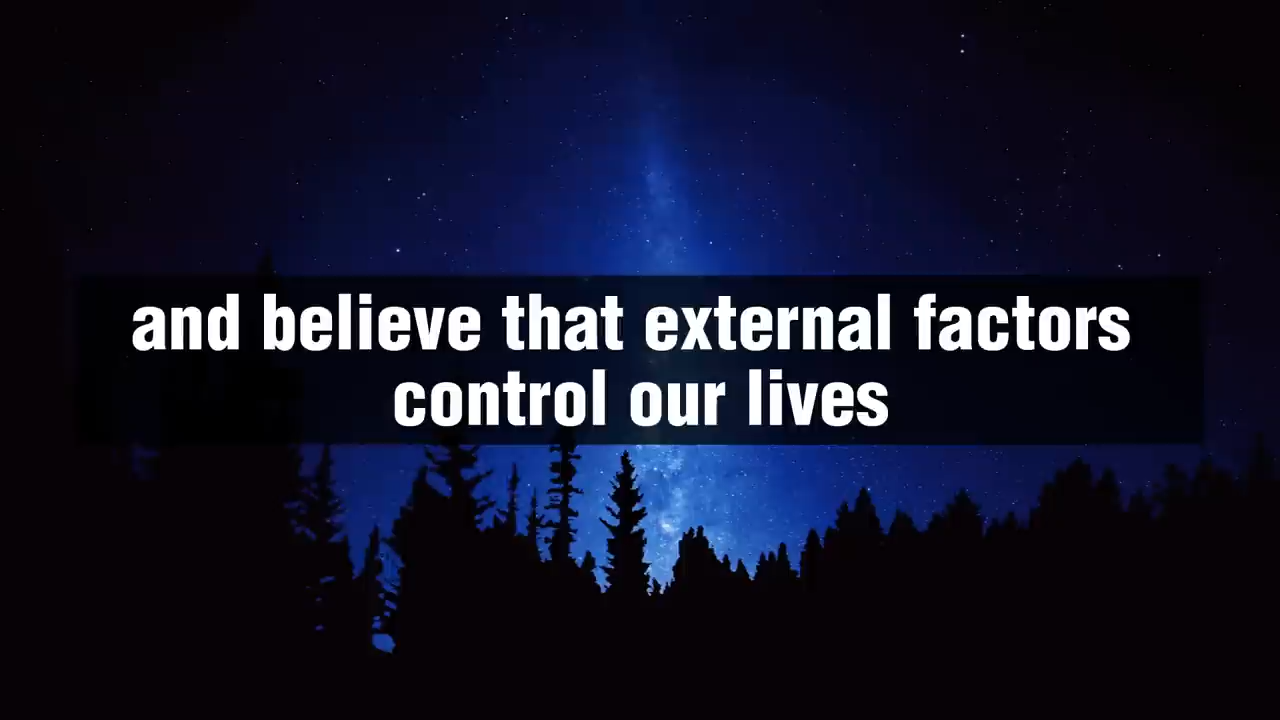 and believe that external factors
control our lives